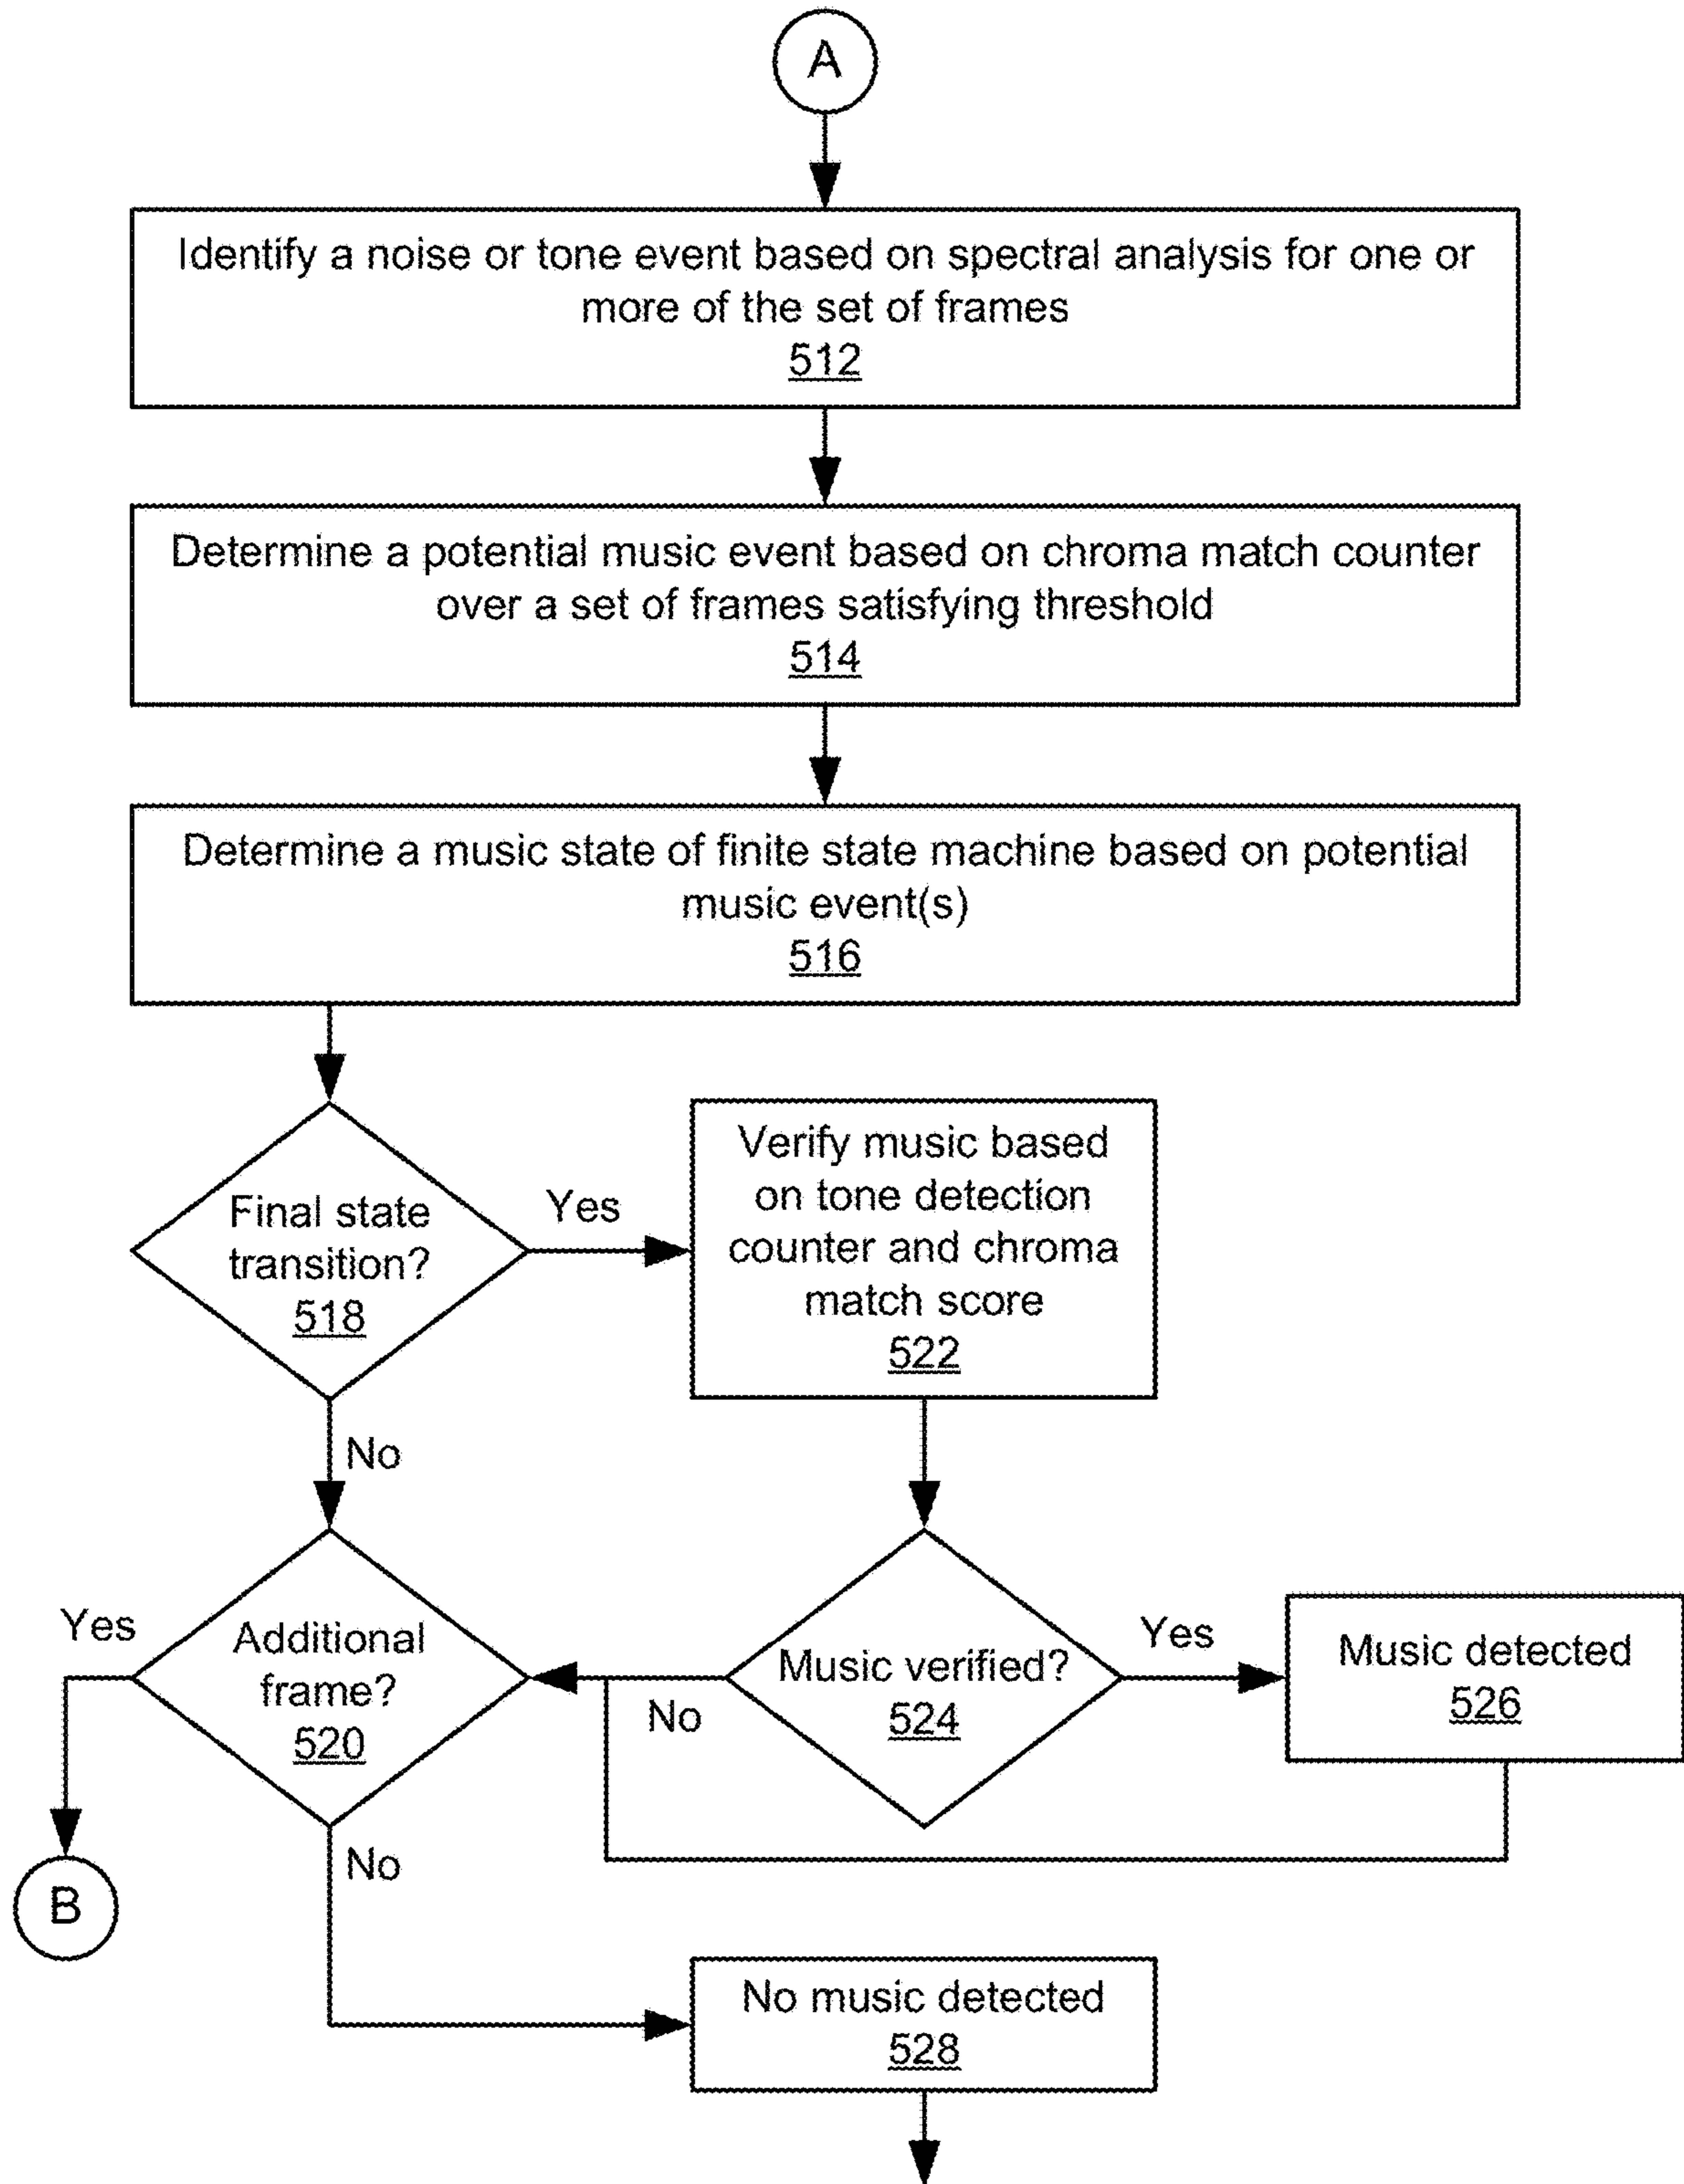 A
Identify a noise or tone event based on spectral analysis for one or
more of the set of frames
512
Determine a potential music event based on chroma match counter
over a set of frames satisfying threshold
514
Determine a music state of finite state machine based on potential
music event(s)
516
Final state
transition?
518
Yes
Verify music based
on tone detection
counter and chroma
match score
522
No
Yes
Additional
frame?
520
No
Music verified?
524
Yes
Music detected
526
B
No
No music detected
528